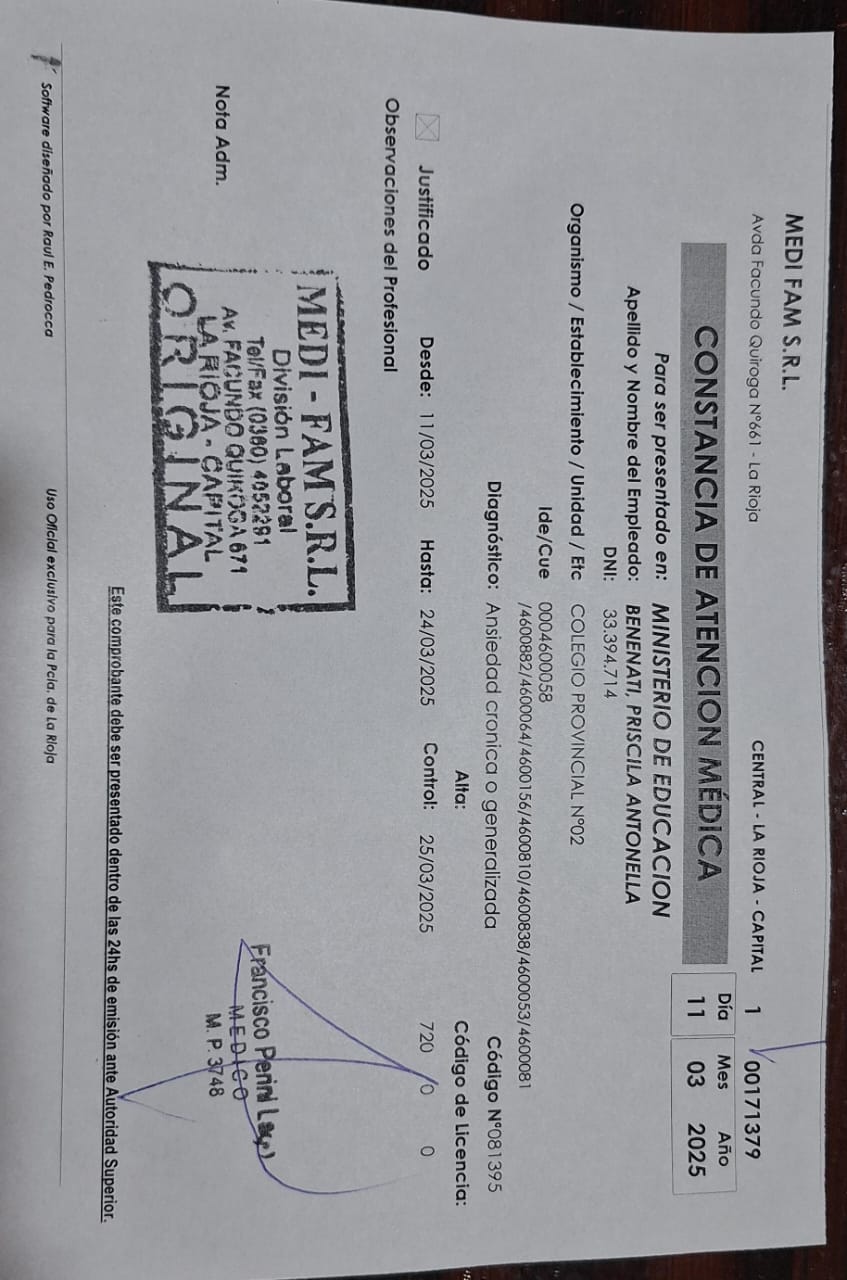 MEDI FAM S.R.L.
Avda Facundo Quiroga N°661 - La Rioja
CENTRAL - LA RIOJA - CAPITAL 1 00171379
CONSTANCIA DE ATENCION MÉDICA
Día Mes Año
11 03 2025
Para ser presentado en: MINISTERIO DE EDUCACION
Apellido y Nombre del Empleado: BENENATI, PRISCILA ANTONELLA
DNI: 33.394.714
Organismo / Establecimiento / Unidad / Etc COLEGIO PROVINCIAL N°02
Ide/Cue 0004600058
/4600882/4600064/4600156/4600810/4600838/4600053/4600081
Diagnóstico: Ansiedad cronica o generalizada Código N°081395
Alta: Código de Licencia:
Justificado Desde: 11/03/2025 Hasta: 24/03/2025 Control: 25/03/2025 720 0 0
Observaciones del Profesional
MEDI - FAM S.R.L.
División Laboral
Tel/Fax (0380) 4052291
Av. FACUNDO QUIROGA 671
LA RIOJA - CAPITAL
ORIGINAL
Francisco Perini
MEDICO
M. P. 3748
Nota Adm.
Este comprobante debe ser presentado dentro de las 24hs de emisión ante Autoridad Superior.
Software diseñado por Raul E. Pedrocca
Uso Oficial exclusivo para la Pcia. de La Rioja